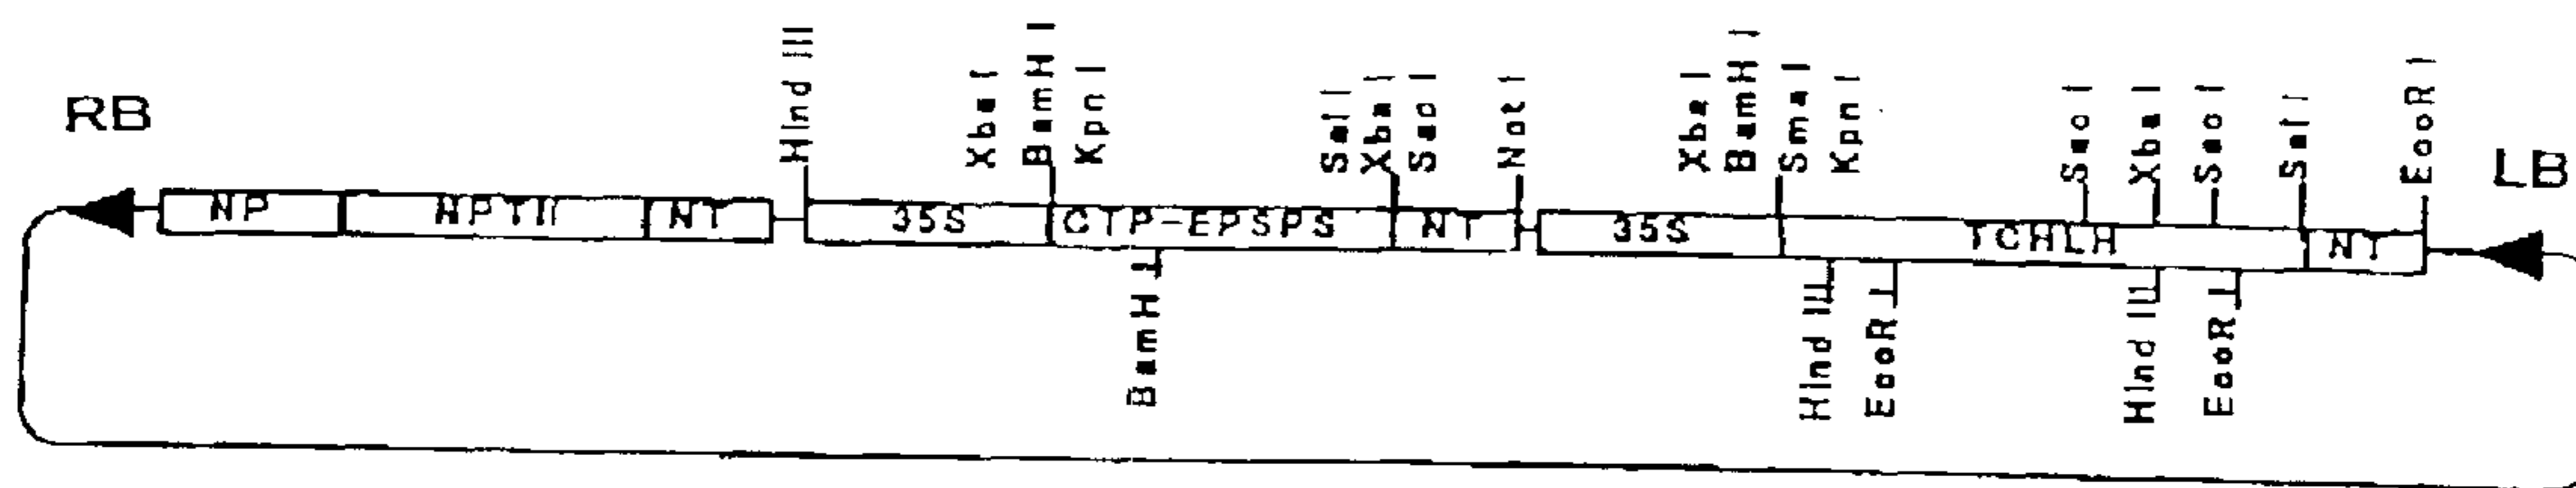 RB
HInd III
Xba I
BamH I
Kpn I
Sal I
Xba I
Sac I
Not I
Xba I
BamH I
Sma I
Kpn I
Sac I
Xba I
Sac I
Sal I
EcoR I
LB
NP
NPTII
NT
35S
CTP-EPSPS
NT
35S
TCHLH
NT
BamH I
HInd III
EcoR I
HInd III
EcoR I